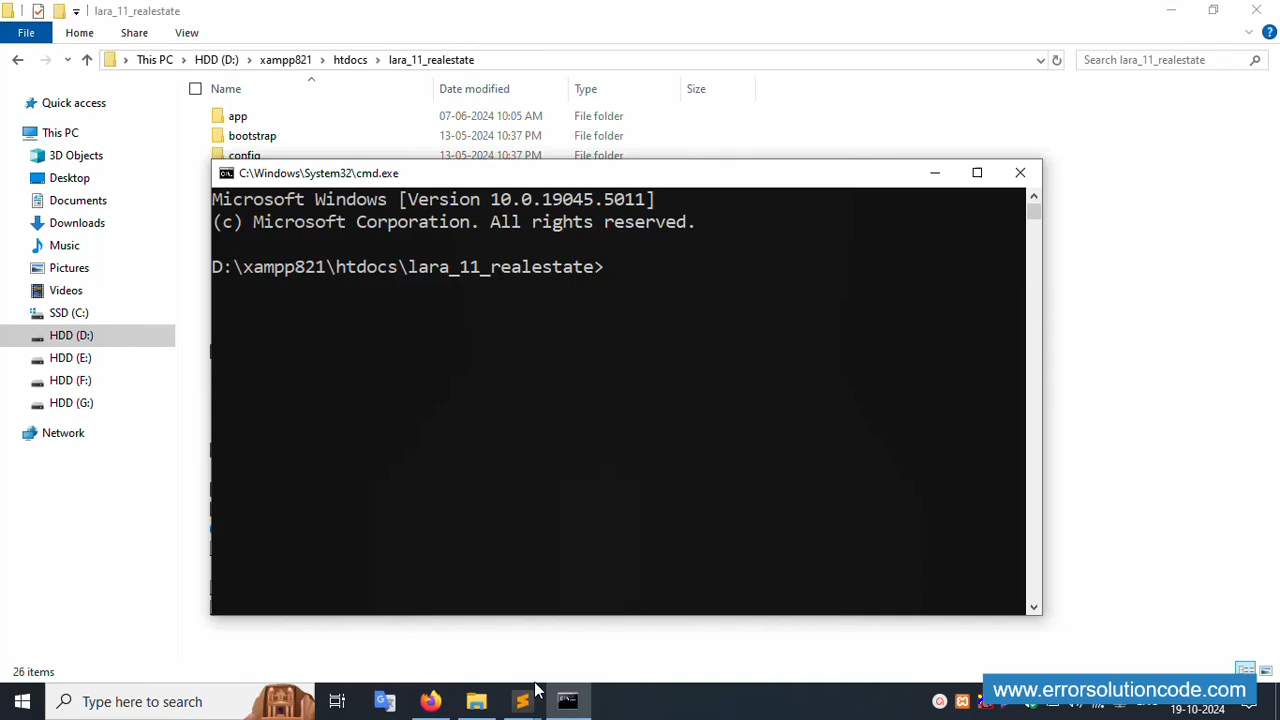 lara_11_realestate
File
Home
Share
View
This PC
HDD (D:)
xampp821
htdocs
lara_11_realestate
Search lara_11_realestate
Name
Date modified
Type
Size
Quick access
This PC
3D Objects
Desktop
Documents
Downloads
Music
Pictures
Videos
SSD (C:)
HDD (D:)
HDD (E:)
HDD (F:)
HDD (G:)
Network
app 07-06-2024 10:05 AM File folder
bootstrap 13-05-2024 10:37 PM File folder
config 13-05-2024 10:37 PM File folder
C:\Windows\System32\cmd.exe
Microsoft Windows [Version 10.0.19045.5011]
(c) Microsoft Corporation. All rights reserved.
D:\xampp821\htdocs\lara_11_realestate>
26 items
Type here to search
www.errorsolutioncode.com
19-10-2024